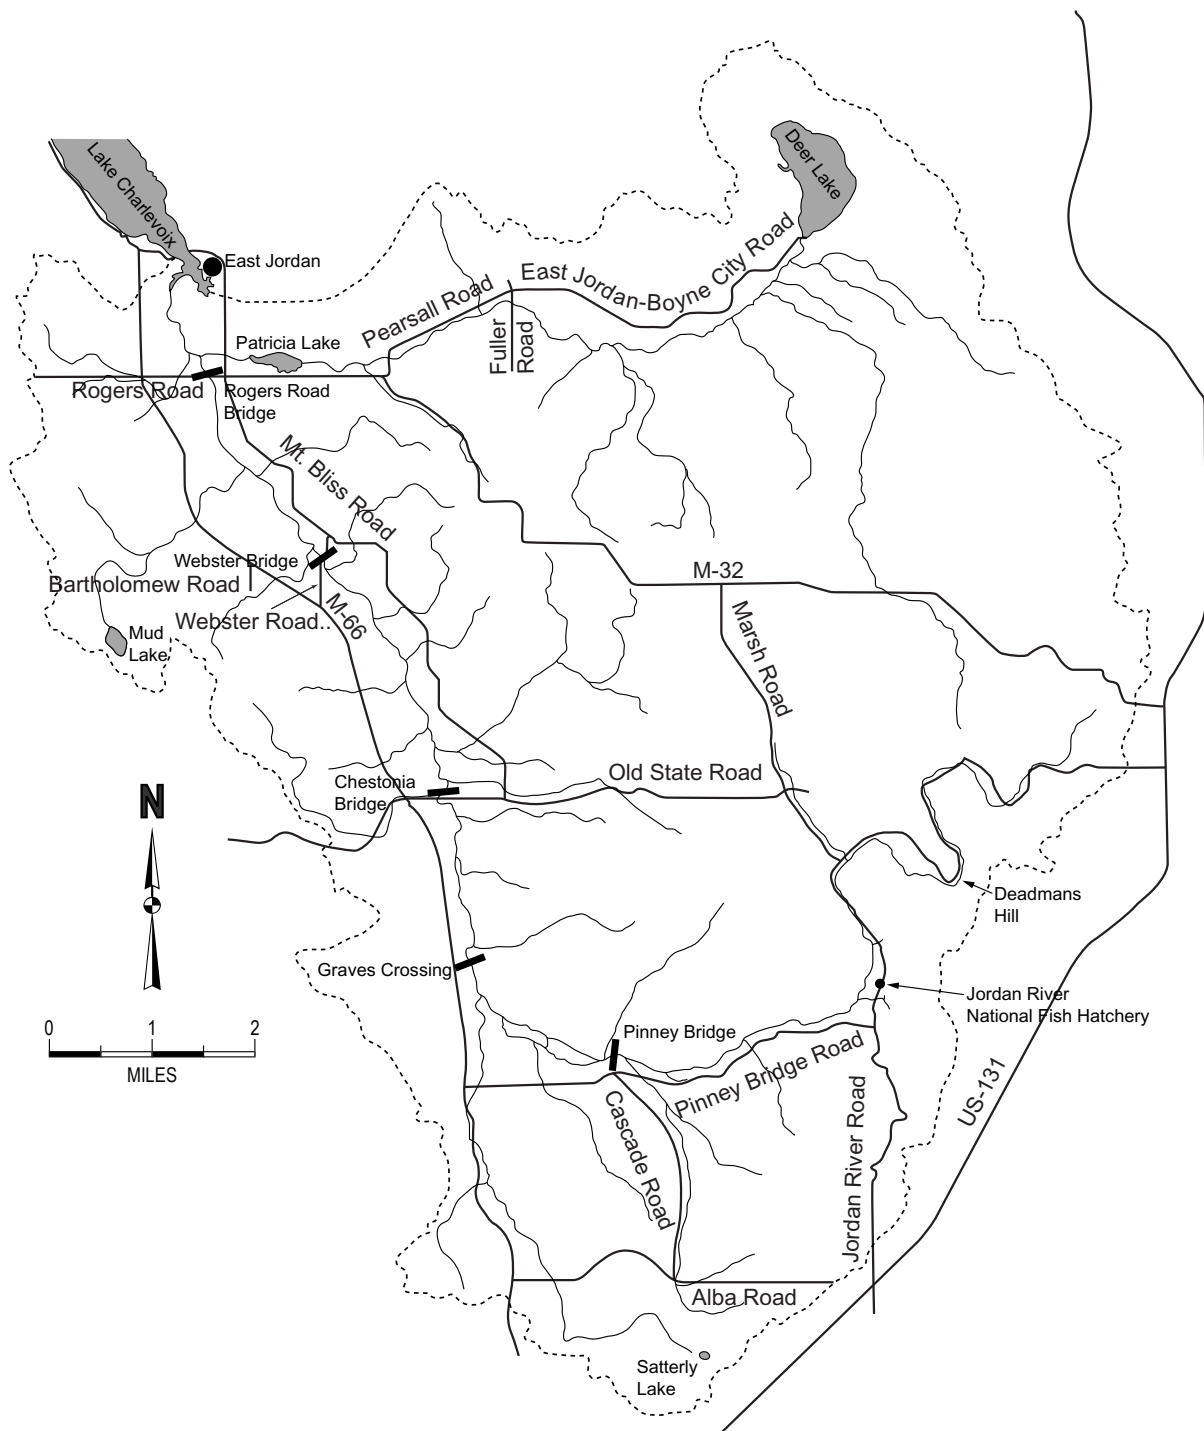 Deer Lake
Lake Charlevoix
East Jordan
East Jordan-Boyne City Road
Pearsall Road
Fuller
Road
Patricia Lake
Rogers Road
Rogers Road
Bridge
Mt. Bliss Road
Webster Bridge
Bartholomew Road
M-32
Webster Road..
M-66
Mud
Lake
Marsh Road
Old State Road
Chestonia
Bridge
N
Deadmans
Hill
Graves Crossing
Jordan River
National Fish Hatchery
0 1 2
MILES
Pinney Bridge
Pinney Bridge Road
US-131
Cascade Road
Jordan River Road
Alba Road
Satterly
Lake